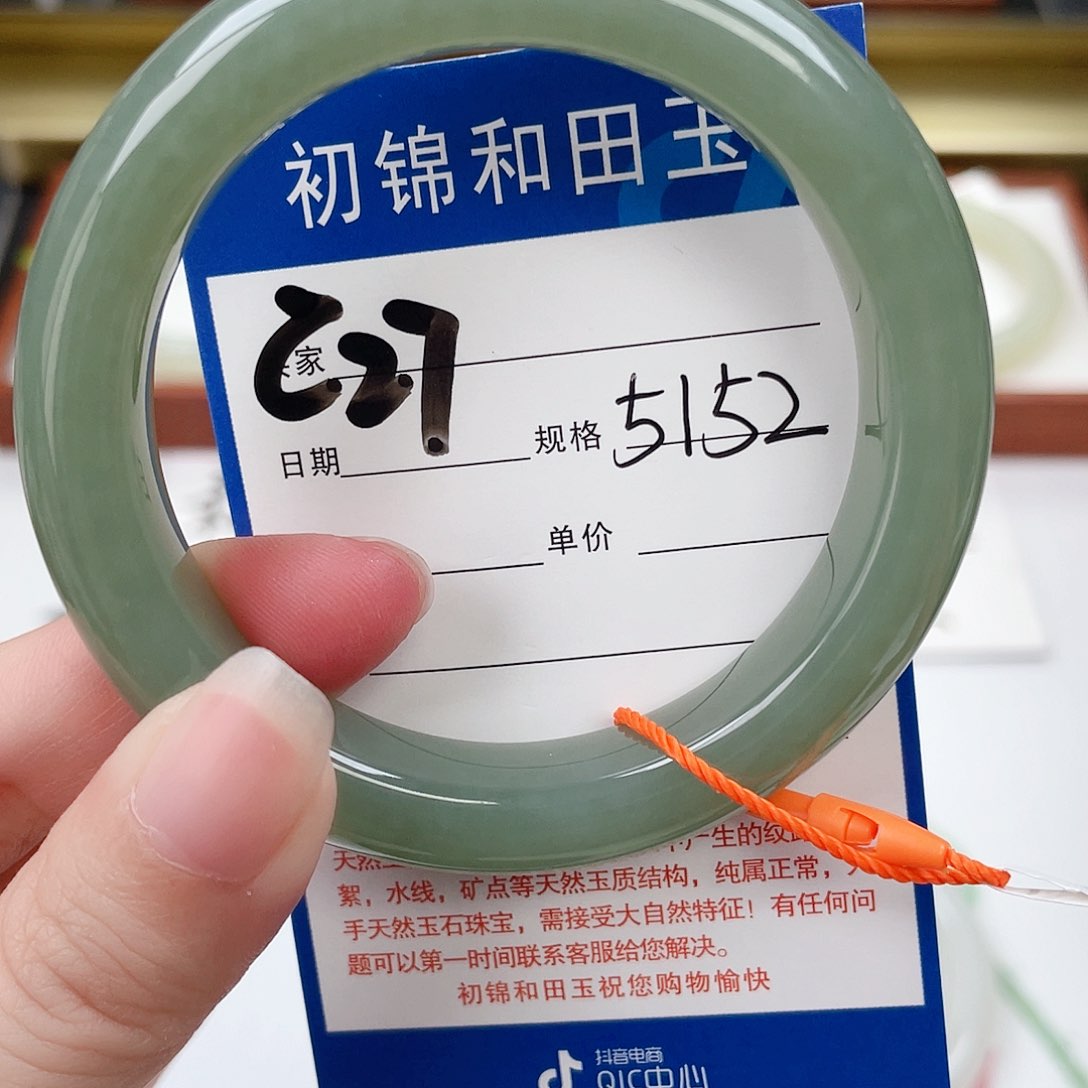 初锦和田玉
家
日期 规格 5152
单价
天然
絮，水线，矿点等天然玉质结构，纯属正常，
手天然玉石珠宝，需接受大自然特征！有任何问
题可以第一时间联系客服给您解决。
初锦和田玉祝您购物愉快
抖音电商
QIC中心